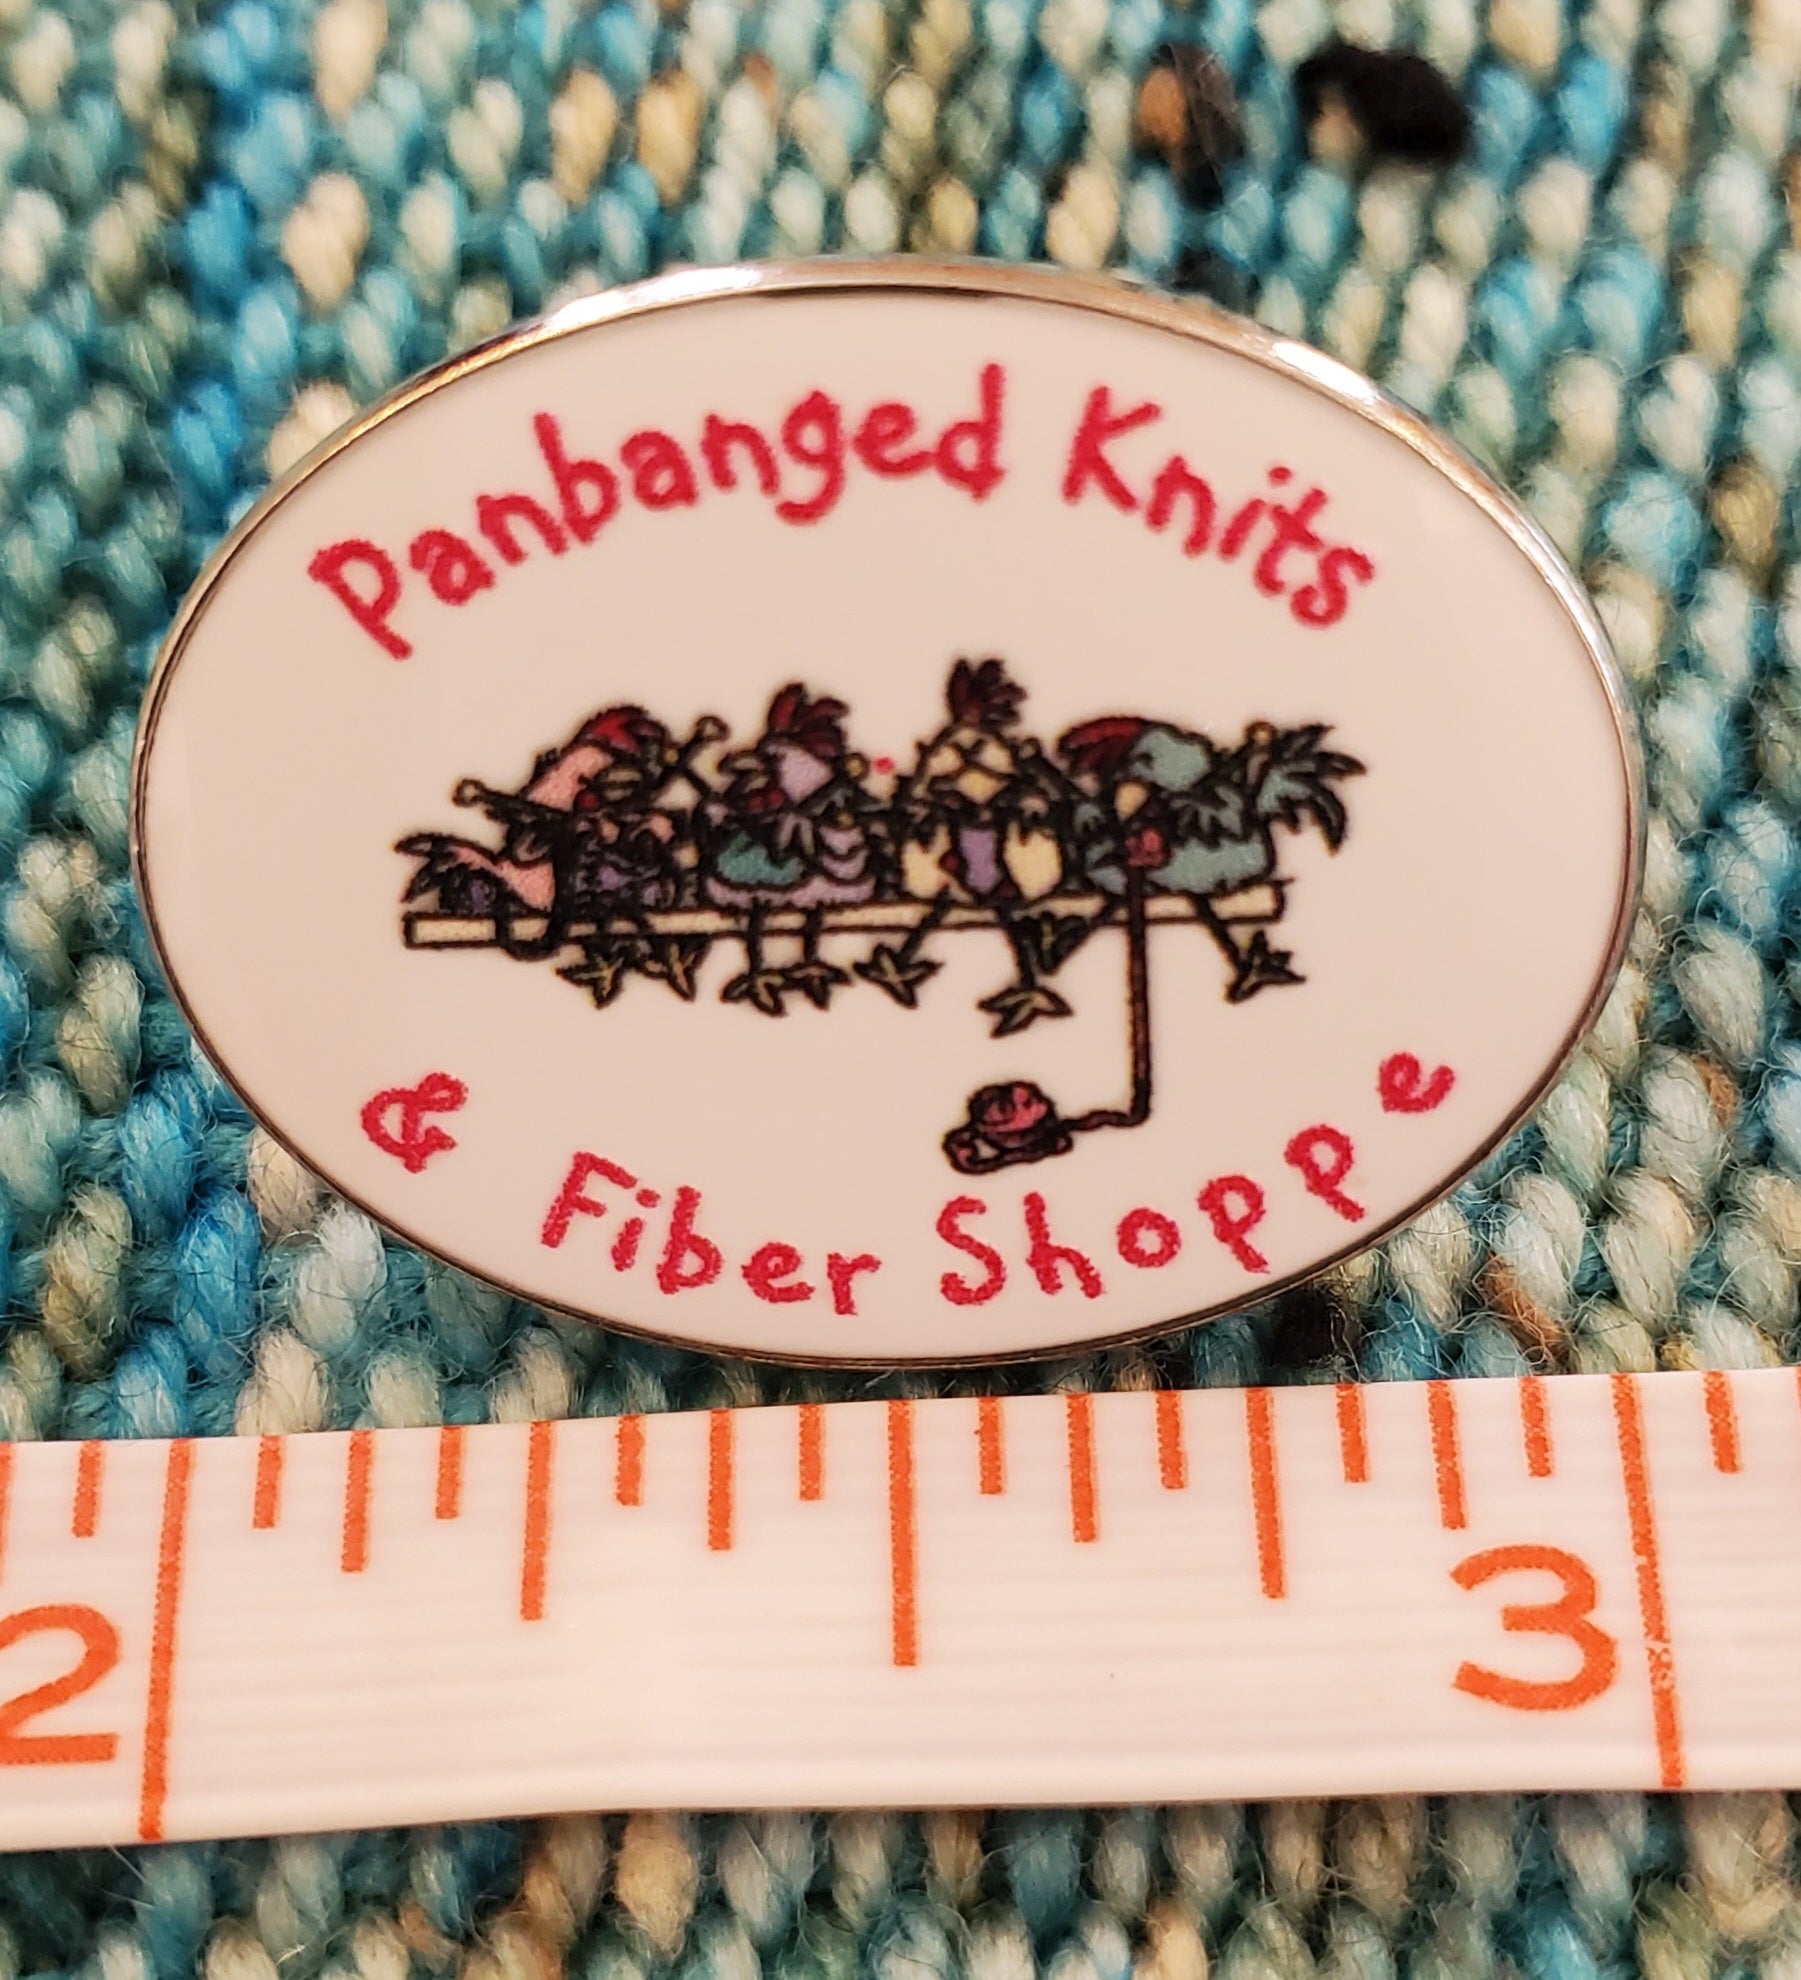 Panbanged Knits
& Fiber Shoppe
2 3